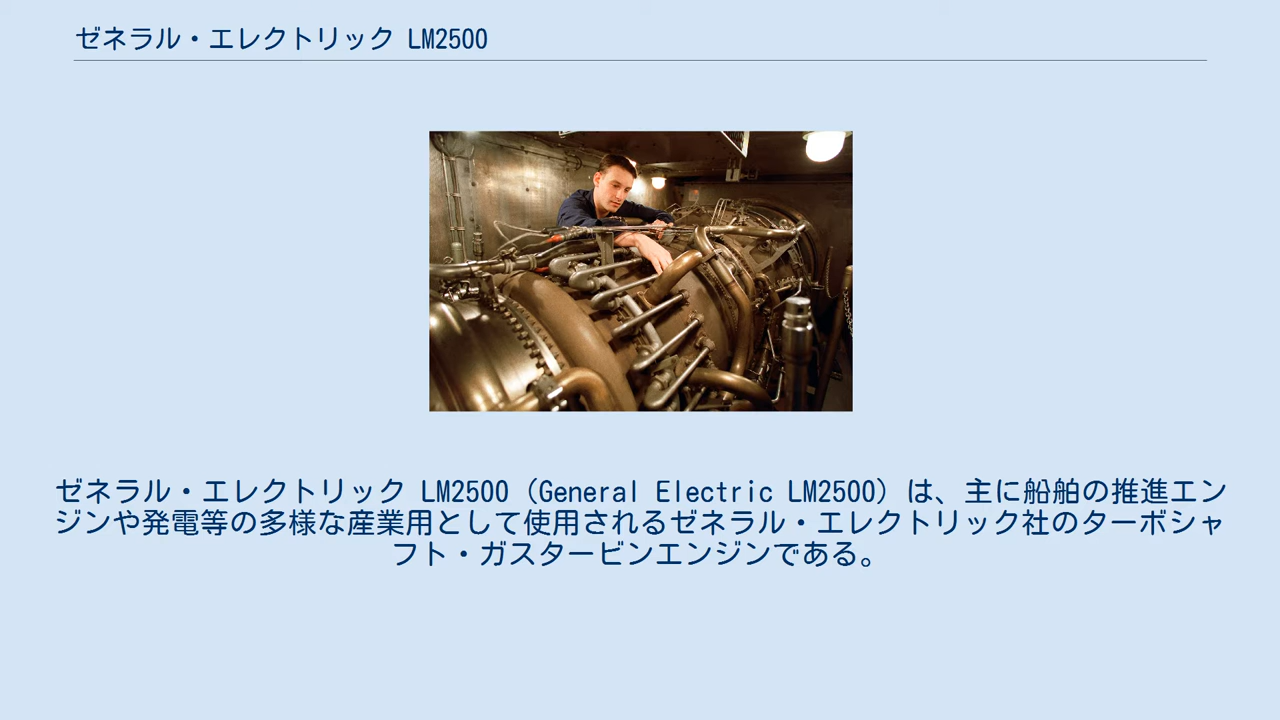 ゼネラル・エレクトリック LM2500
ゼネラル・エレクトリック LM2500（General Electric LM2500）は、主に船舶の推進エン
ジンや発電等の多様な産業用として使用されるゼネラル・エレクトリック社のターボシャ
フト・ガスタービンエンジンである。